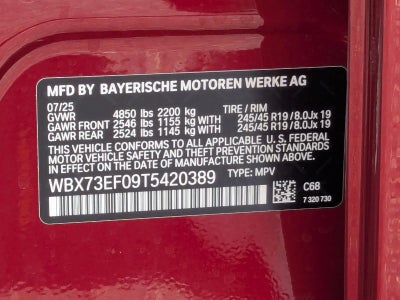 MFD BY BAYERISCHE MOTOREN WERKE AG
07/25
GVWR 4850 lbs 2200 kg TIRE / RIM
GAWR FRONT 2546 lbs 1155 kg WITH 245/45 R19 / 8.0Jx 19
GAWR REAR 2524 lbs 1145 kg WITH 245/45 R19 / 8.0Jx 19
THIS VEHICLE CONFORMS TO ALL APPLICABLE U. S. FEDERAL
MOTOR VEHICLE SAFETY, BUMPER, AND THEFT PREVENTION STANDARDS
IN EFFECT ON THE DATE OF MANUFACTURE SHOWN ABOVE.
WBX73EF09T5420389 TYPE: MPV
C68
7 320 730